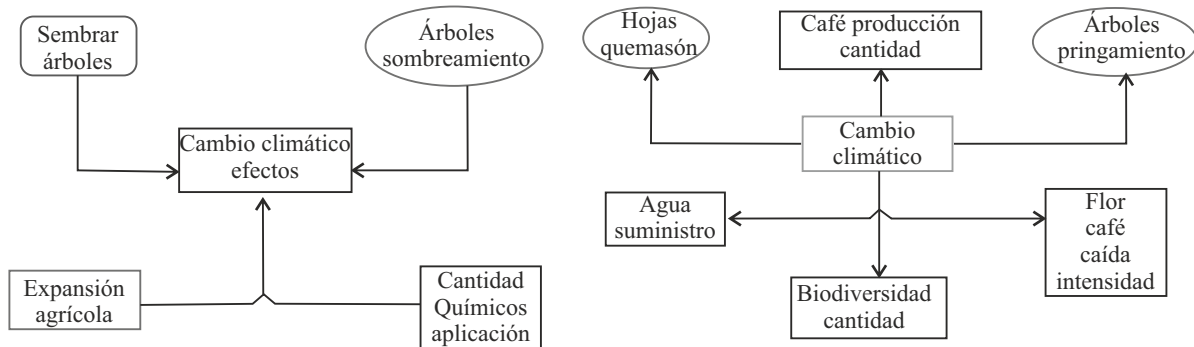 Sembrar
árboles
Árboles
sombreamiento
Cambio climático
efectos
Expansión
agrícola
Cantidad
Químicos
aplicación
Hojas
quemasón
Café producción
cantidad
Árboles
pringamiento
Cambio
climático
Agua
suministro
Flor
café
caída
intensidad
Biodiversidad
cantidad